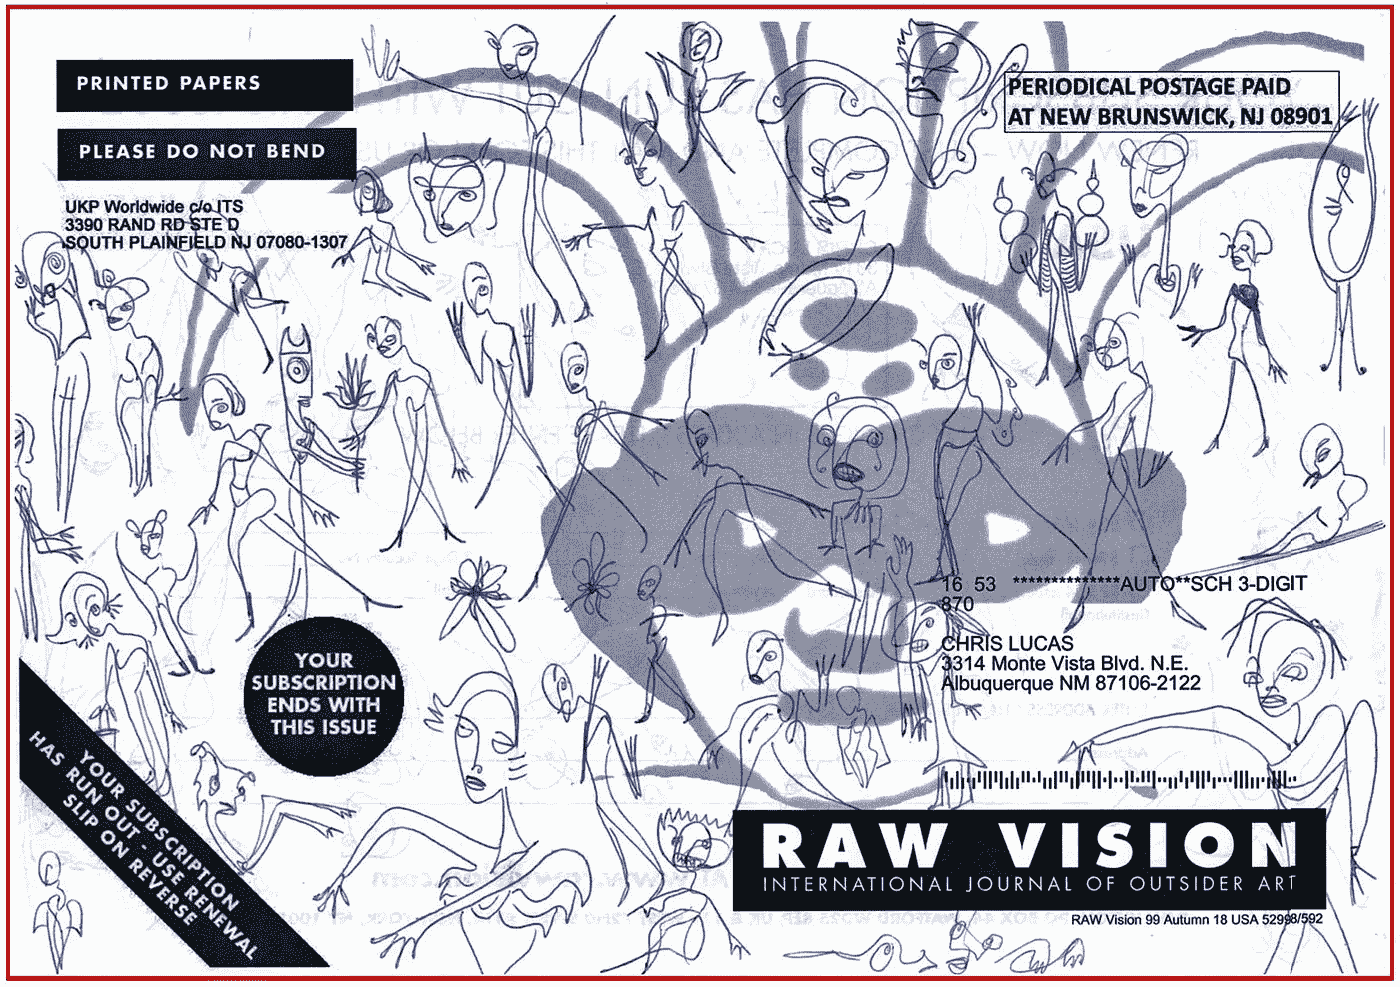 PRINTED PAPERS
PLEASE DO NOT BEND
UKP Worldwide c/o ITS
3390 RAND RD STE D
SOUTH PLAINFIELD NJ 07080-1307
PERIODICAL POSTAGE PAID
AT NEW BRUNSWICK, NJ 08901
16 53 **************AUTO**SCH 3-DIGIT
870
CHRIS LUCAS
3314 Monte Vista Blvd. N.E.
Albuquerque NM 87106-2122
YOUR
SUBSCRIPTION
ENDS WITH
THIS ISSUE
YOUR SUBSCRIPTION
HAS RUN OUT - USE RENEWAL
SLIP ON REVERSE
RAW VISION
INTERNATIONAL JOURNAL OF OUTSIDER ART
RAW Vision 99 Autumn 18 USA 52998/592